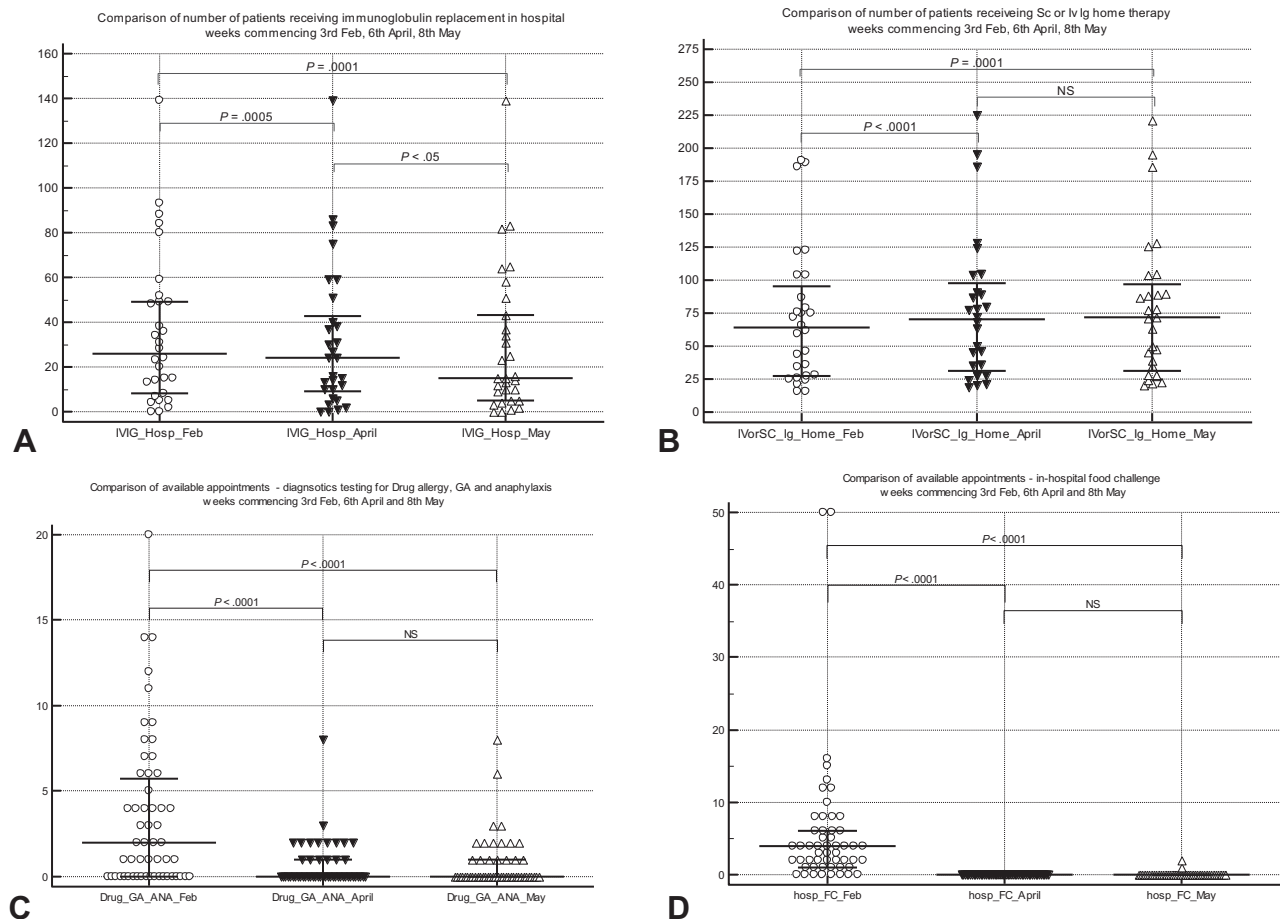 Comparison of number of patients receiving immunoglobulin replacement in hospital
weeks commencing 3rd Feb, 6th April, 8th May
160
140
120
100
80
60
40
20
0
P = .0001
P = .0005
P < .05
IVIG_Hosp_Feb
IVIG_Hosp_April
IVIG_Hosp_May
A
Comparison of number of patients receiveing Sc or Iv Ig home therapy
weeks commencing 3rd Feb, 6th April, 8th May
275
250
225
200
175
150
125
100
75
50
25
0
P = .0001
NS
P < .0001
IVorSC_Ig_Home_Feb
IVorSC_Ig_Home_April
IVorSC_Ig_Home_May
B
Comparison of available appointments - diagnsotics testing for Drug allergy, GA and anaphylaxis
weeks commencing 3rd Feb, 6th April and 8th May
20
15
10
5
0
P < .0001
P < .0001
NS
Drug_GA_ANA_Feb
Drug_GA_ANA_April
Drug_GA_ANA_May
C
Comparison of available appointments - in-hospital food challenge
weeks commencing 3rd Feb, 6th April and 8th May
50
40
30
20
10
0
P < .0001
P < .0001
NS
hosp_FC_Feb
hosp_FC_April
hosp_FC_May
D